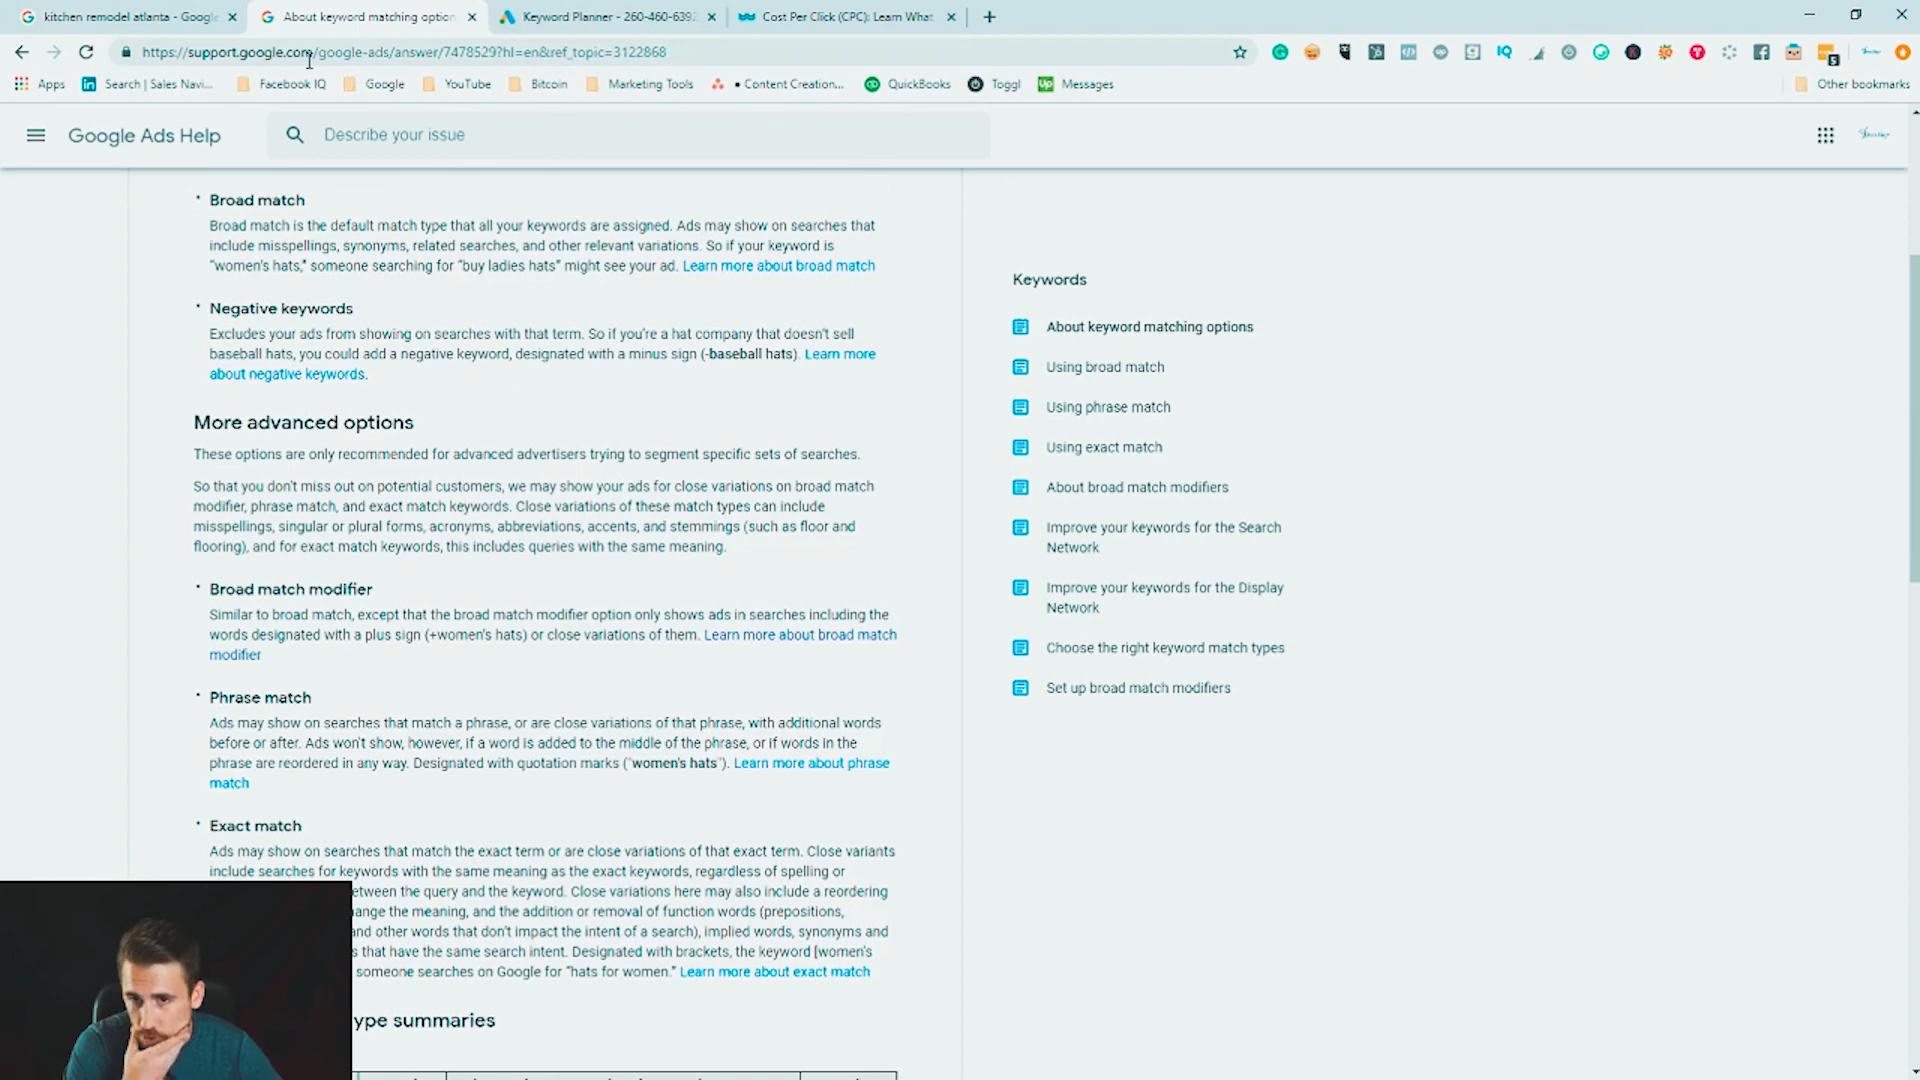 kitchen remodel atlanta - Google
About keyword matching option
Keyword Planner - 260-460-6392
Cost Per Click (CPC): Learn What
https://support.google.com/google-ads/answer/7478529?hl=en&ref_topic=3122868
Apps
Search | Sales Navi...
Facebook IQ
Google
YouTube
Bitcoin
Marketing Tools
• Content Creation...
QuickBooks
Toggl
Messages
Other bookmarks
Google Ads Help
Describe your issue
Broad match
Broad match is the default match type that all your keywords are assigned. Ads may show on searches that
include misspellings, synonyms, related searches, and other relevant variations. So if your keyword is
"women's hats," someone searching for "buy ladies hats" might see your ad. Learn more about broad match
Negative keywords
Excludes your ads from showing on searches with that term. So if you're a hat company that doesn't sell
baseball hats, you could add a negative keyword, designated with a minus sign (-baseball hats). Learn more
about negative keywords.
More advanced options
These options are only recommended for advanced advertisers trying to segment specific sets of searches.
So that you don't miss out on potential customers, we may show your ads for close variations on broad match
modifier, phrase match, and exact match keywords. Close variations of these match types can include
misspellings, singular or plural forms, acronyms, abbreviations, accents, and stemmings (such as floor and
flooring), and for exact match keywords, this includes queries with the same meaning.
Broad match modifier
Similar to broad match, except that the broad match modifier option only shows ads in searches including the
words designated with a plus sign (+women's hats) or close variations of them. Learn more about broad match
modifier
Phrase match
Ads may show on searches that match a phrase, or are close variations of that phrase, with additional words
before or after. Ads won't show, however, if a word is added to the middle of the phrase, or if words in the
phrase are reordered in any way. Designated with quotation marks ("women's hats"). Learn more about phrase
match
Exact match
Ads may show on searches that match the exact term or are close variations of that exact term. Close variants
include searches for keywords with the same meaning as the exact keywords, regardless of spelling or
etween the query and the keyword. Close variations here may also include a reordering
ange the meaning, and the addition or removal of function words (prepositions,
nd other words that don't impact the intent of a search), implied words, synonyms and
s that have the same search intent. Designated with brackets, the keyword [women's
someone searches on Google for "hats for women." Learn more about exact match
ype summaries
Keywords
About keyword matching options
Using broad match
Using phrase match
Using exact match
About broad match modifiers
Improve your keywords for the Search
Network
Improve your keywords for the Display
Network
Choose the right keyword match types
Set up broad match modifiers